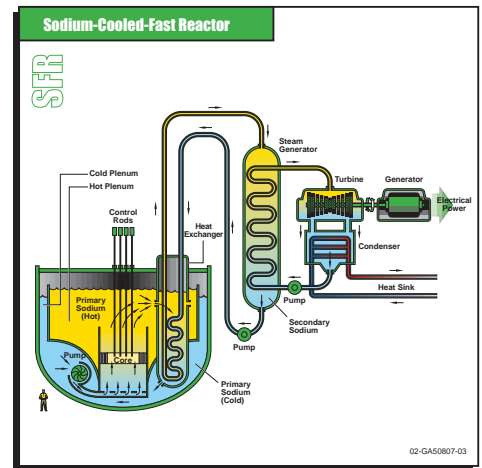 Sodium-Cooled-Fast Reactor
SFR
Steam
Generator
Turbine
Generator
Electrical
Power
Cold Plenum
Hot Plenum
Control
Rods
Heat
Exchanger
Condenser
Heat Sink
Pump
Primary
Sodium
(Hot)
Secondary
Sodium
Pump
Pump
Core
Primary
Sodium
(Cold)
02-GA50807-03